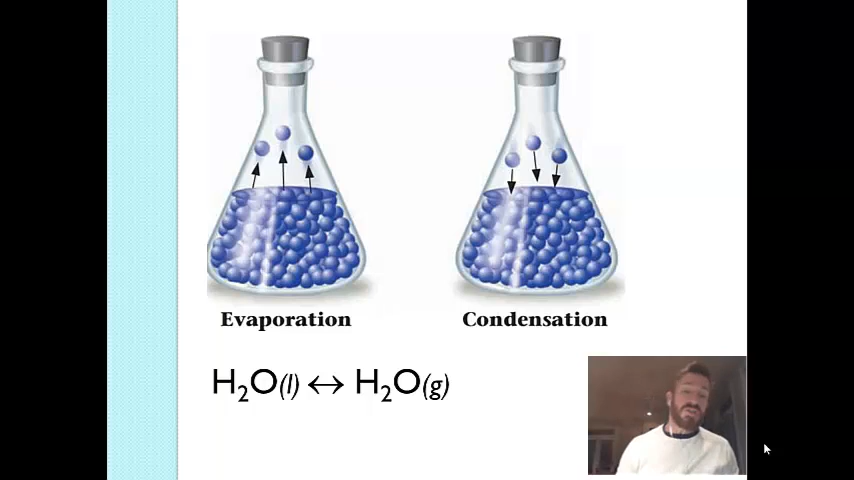 Evaporation
Condensation
H₂O(l) ↔ H₂O(g)